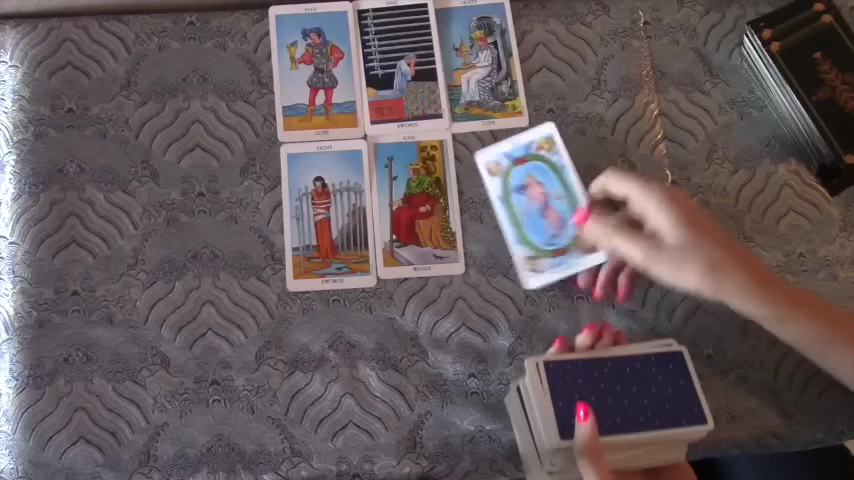 PAGE
NINE
QUEEN
CUPS
SWORDS
CUPS
EIGHT
KING
SWORDS
WANDS